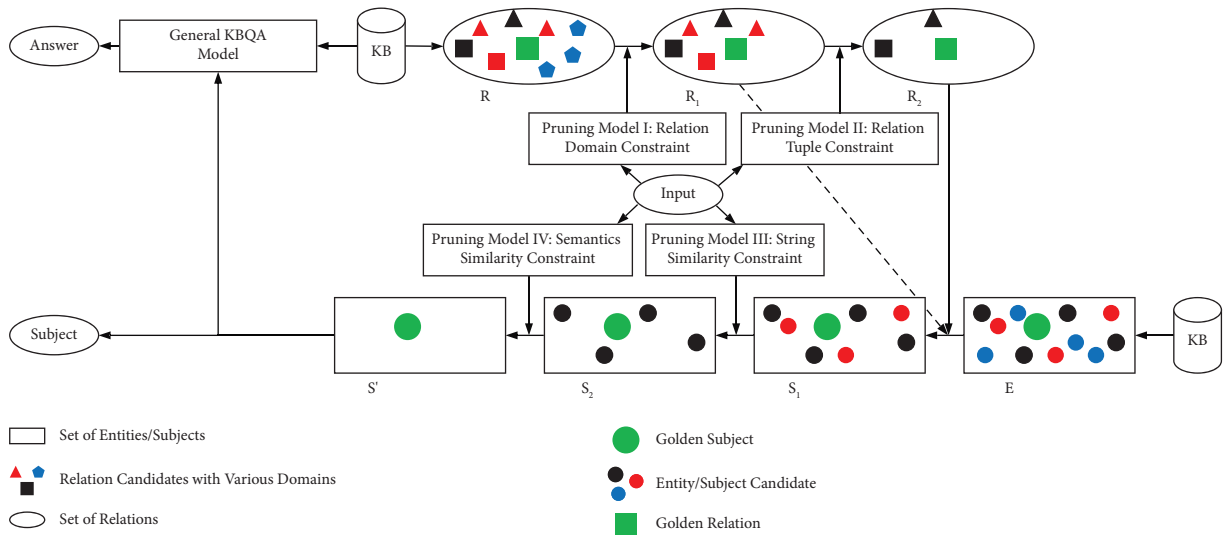 Answer
General KBQA
Model
KB
R
R1
R2
Pruning Model I: Relation
Domain Constraint
Pruning Model II: Relation
Tuple Constraint
Input
Pruning Model IV: Semantics
Similarity Constraint
Pruning Model III: String
Similarity Constraint
Subject
KB
S'
S2
S1
E
Set of Entities/Subjects
Relation Candidates with Various Domains
Set of Relations
Golden Subject
Entity/Subject Candidate
Golden Relation